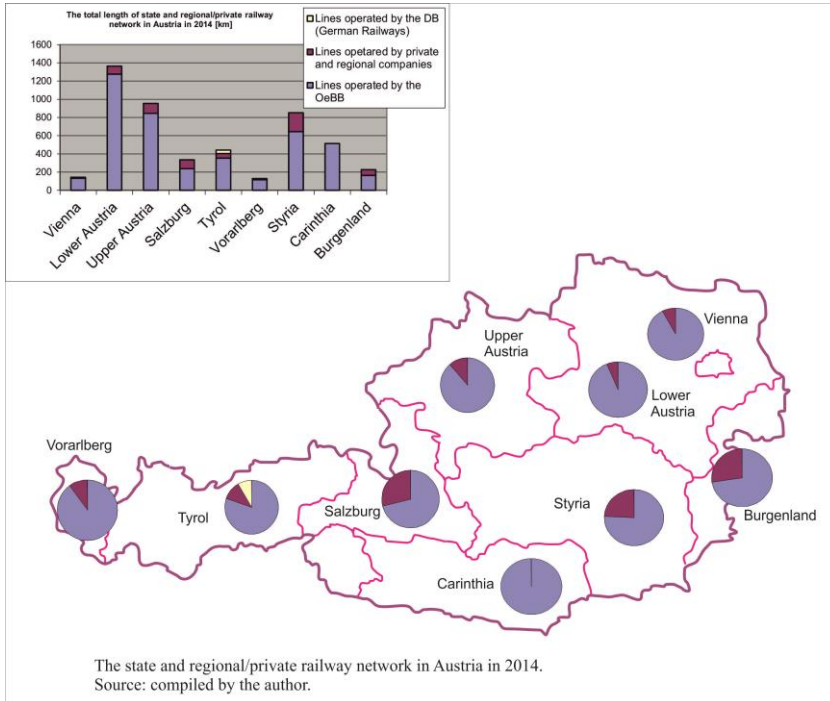 The total length of state and regional/private railway
network in Austria in 2014 [km]
Lines operated by the DB
(German Railways)
Lines opetared by private
and regional companies
Lines operated by the
OeBB
1600
1400
1200
1000
800
600
400
200
0
Vienna
Lower Austria
Upper Austria
Salzburg
Tyrol
Vorarlberg
Styria
Carinthia
Burgenland
Vienna
Upper
Austria
Lower
Austria
Vorarlberg
Tyrol
Salzburg
Styria
Burgenland
Carinthia
The state and regional/private railway network in Austria in 2014.
Source: compiled by the author.